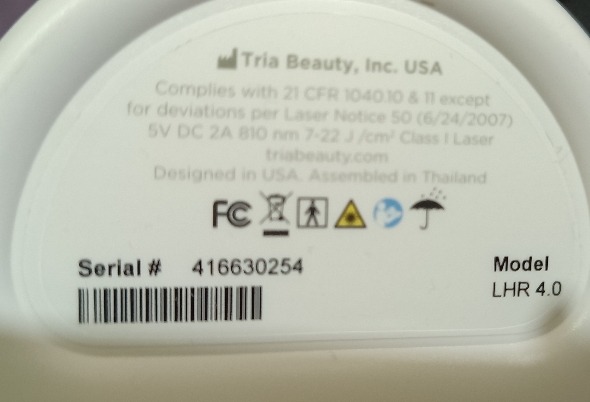 Tria Beauty, Inc. USA
Complies with 21 CFR 1040.10 & 11 except
for deviations per Laser Notice 50 (6/24/2007)
5V DC 2A 810 nm 7-22 J/cm² Class I Laser
triabeauty.com
Designed in USA. Assembled in Thailand
FC
Serial # 416630254
Model
LHR 4.0